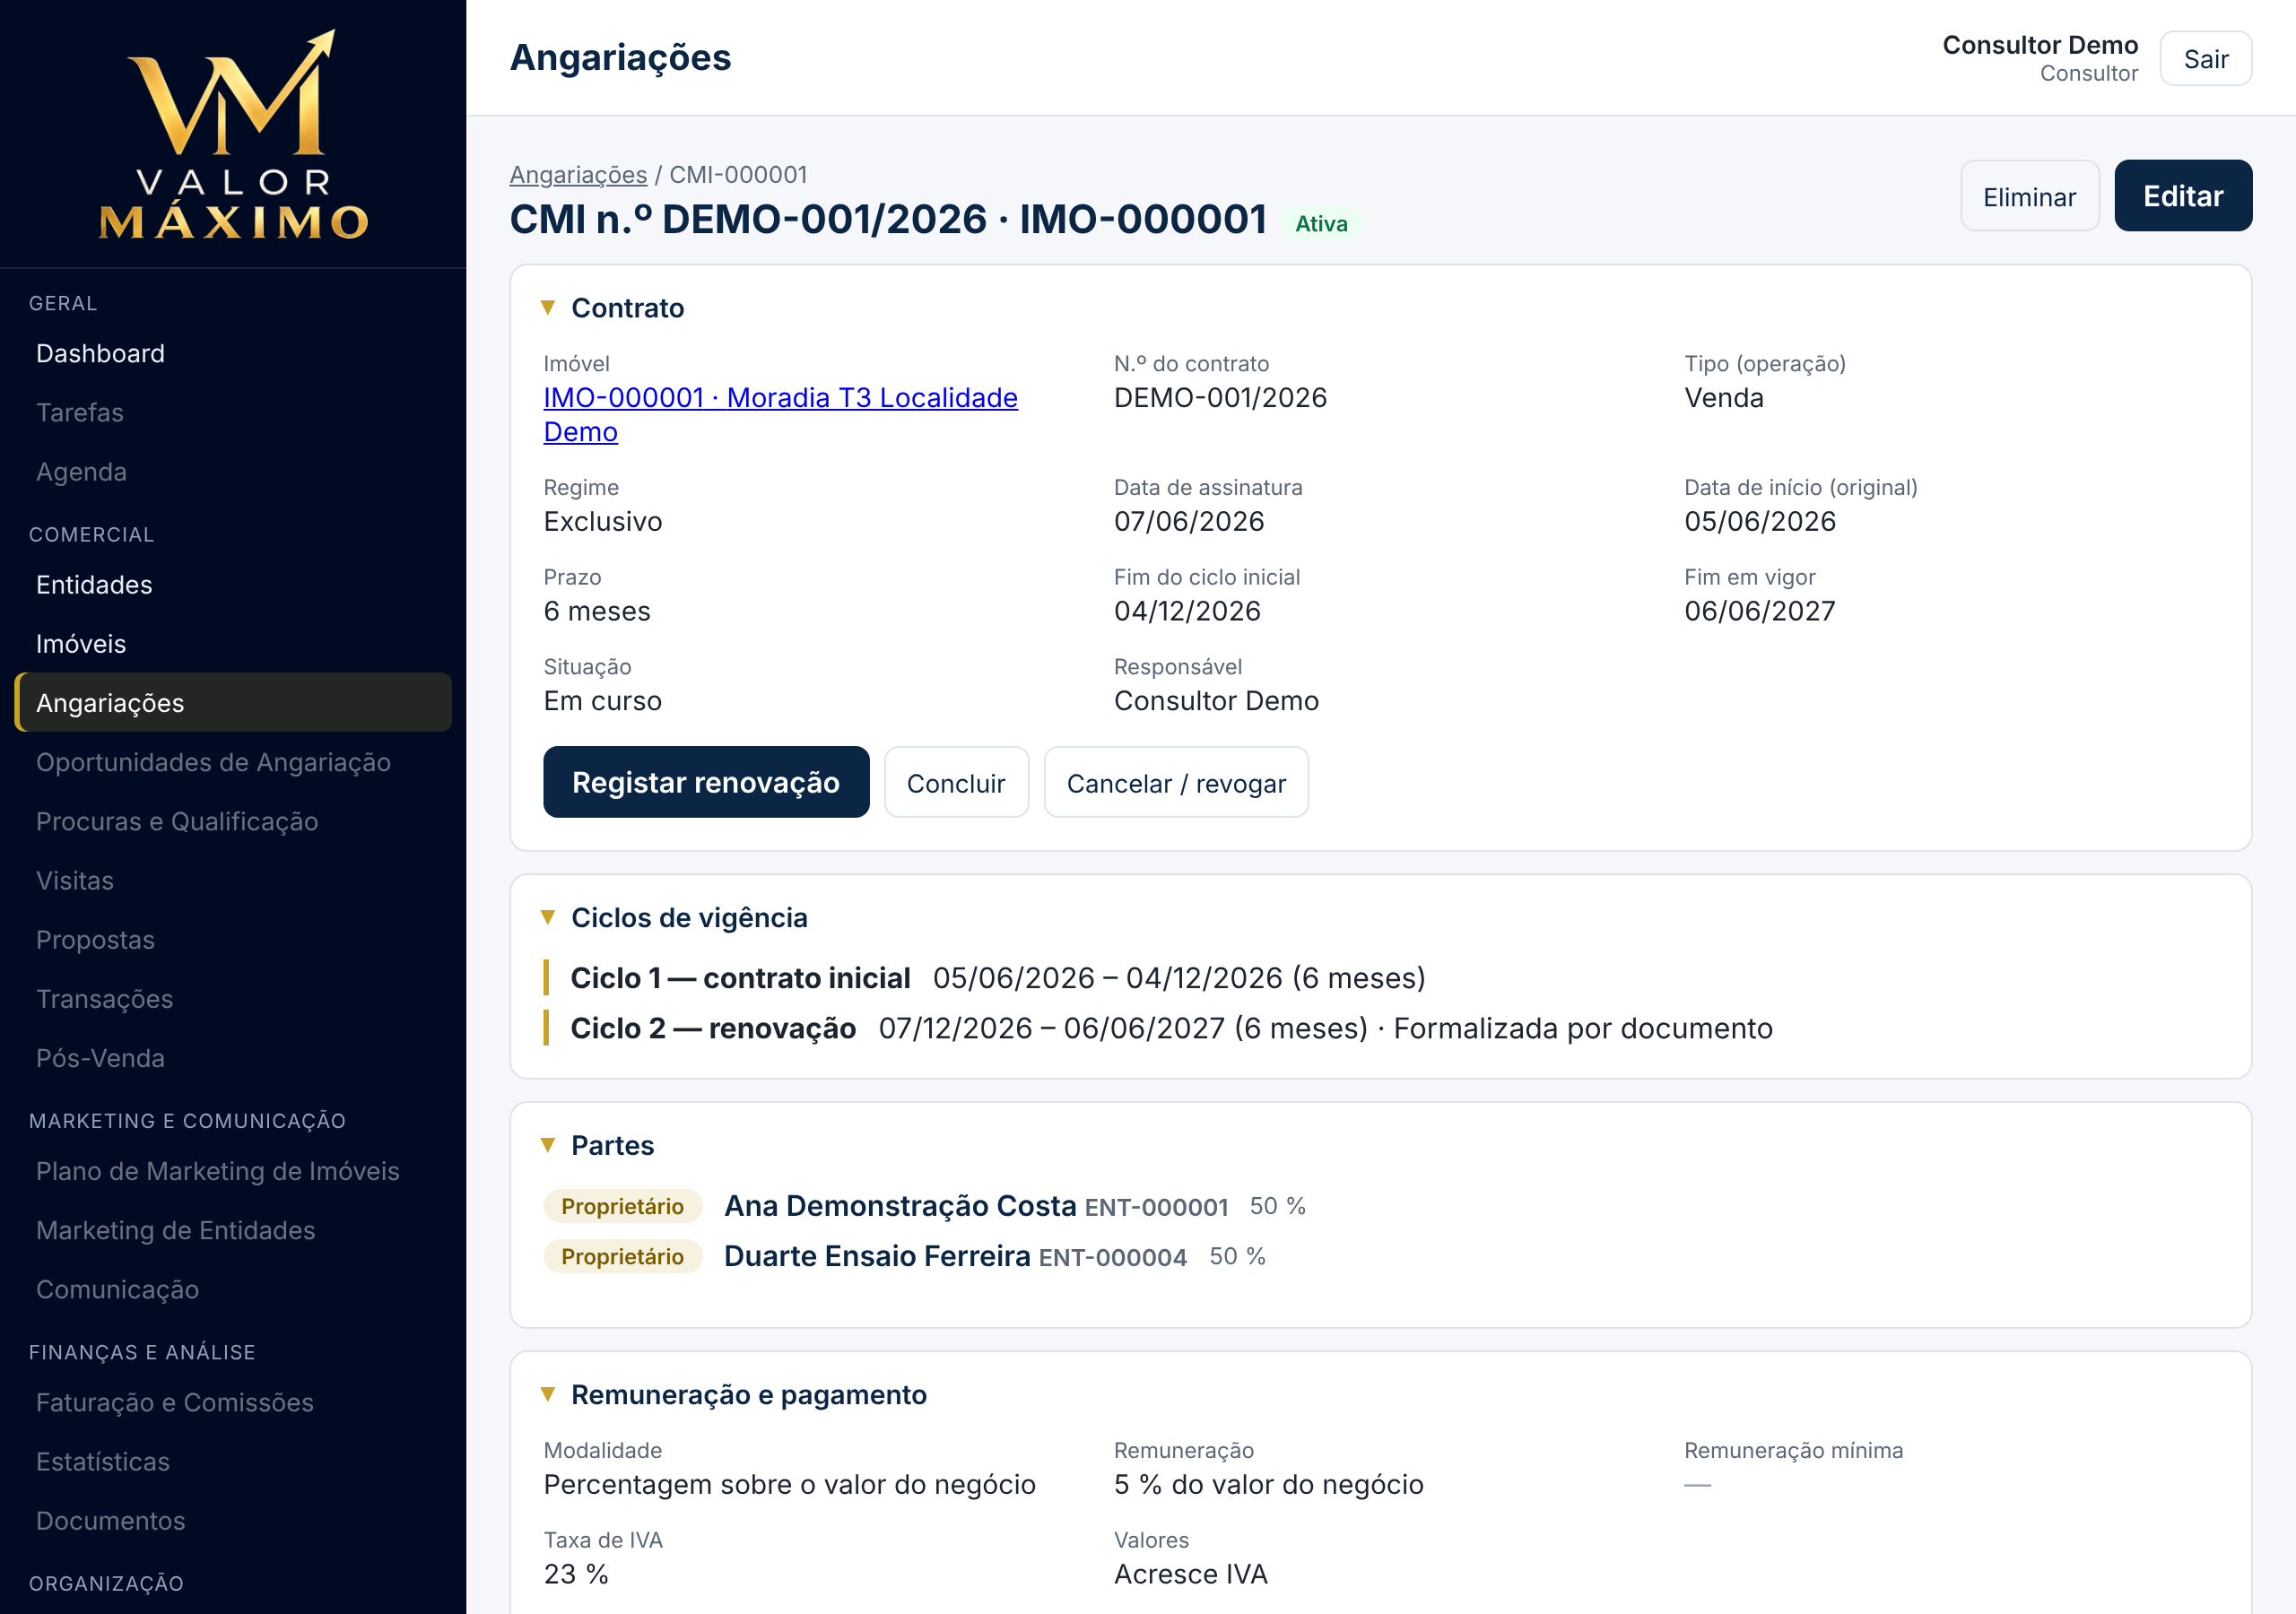 VM
VALOR
MÁXIMO
GERAL
Dashboard
Tarefas
Agenda
COMERCIAL
Entidades
Imóveis
Angariações
Oportunidades de Angariação
Procuras e Qualificação
Visitas
Propostas
Transações
Pós-Venda
MARKETING E COMUNICAÇÃO
Plano de Marketing de Imóveis
Marketing de Entidades
Comunicação
FINANÇAS E ANÁLISE
Faturação e Comissões
Estatísticas
Documentos
ORGANIZAÇÃO
Angariações
Consultor Demo
Consultor
Sair
Angariações / CMI-000001
CMI n.º DEMO-001/2026 · IMO-000001 Ativa
Eliminar
Editar
▼ Contrato
Imóvel
IMO-000001 · Moradia T3 Localidade
Demo
N.º do contrato
DEMO-001/2026
Tipo (operação)
Venda
Regime
Exclusivo
Data de assinatura
07/06/2026
Data de início (original)
05/06/2026
Prazo
6 meses
Fim do ciclo inicial
04/12/2026
Fim em vigor
06/06/2027
Situação
Em curso
Responsável
Consultor Demo
Registar renovação
Concluir
Cancelar / revogar
▼ Ciclos de vigência
Ciclo 1 — contrato inicial 05/06/2026 – 04/12/2026 (6 meses)
Ciclo 2 — renovação 07/12/2026 – 06/06/2027 (6 meses) · Formalizada por documento
▼ Partes
Proprietário Ana Demonstração Costa ENT-000001 50 %
Proprietário Duarte Ensaio Ferreira ENT-000004 50 %
▼ Remuneração e pagamento
Modalidade
Percentagem sobre o valor do negócio
Remuneração
5 % do valor do negócio
Remuneração mínima
—
Taxa de IVA
23 %
Valores
Acresce IVA